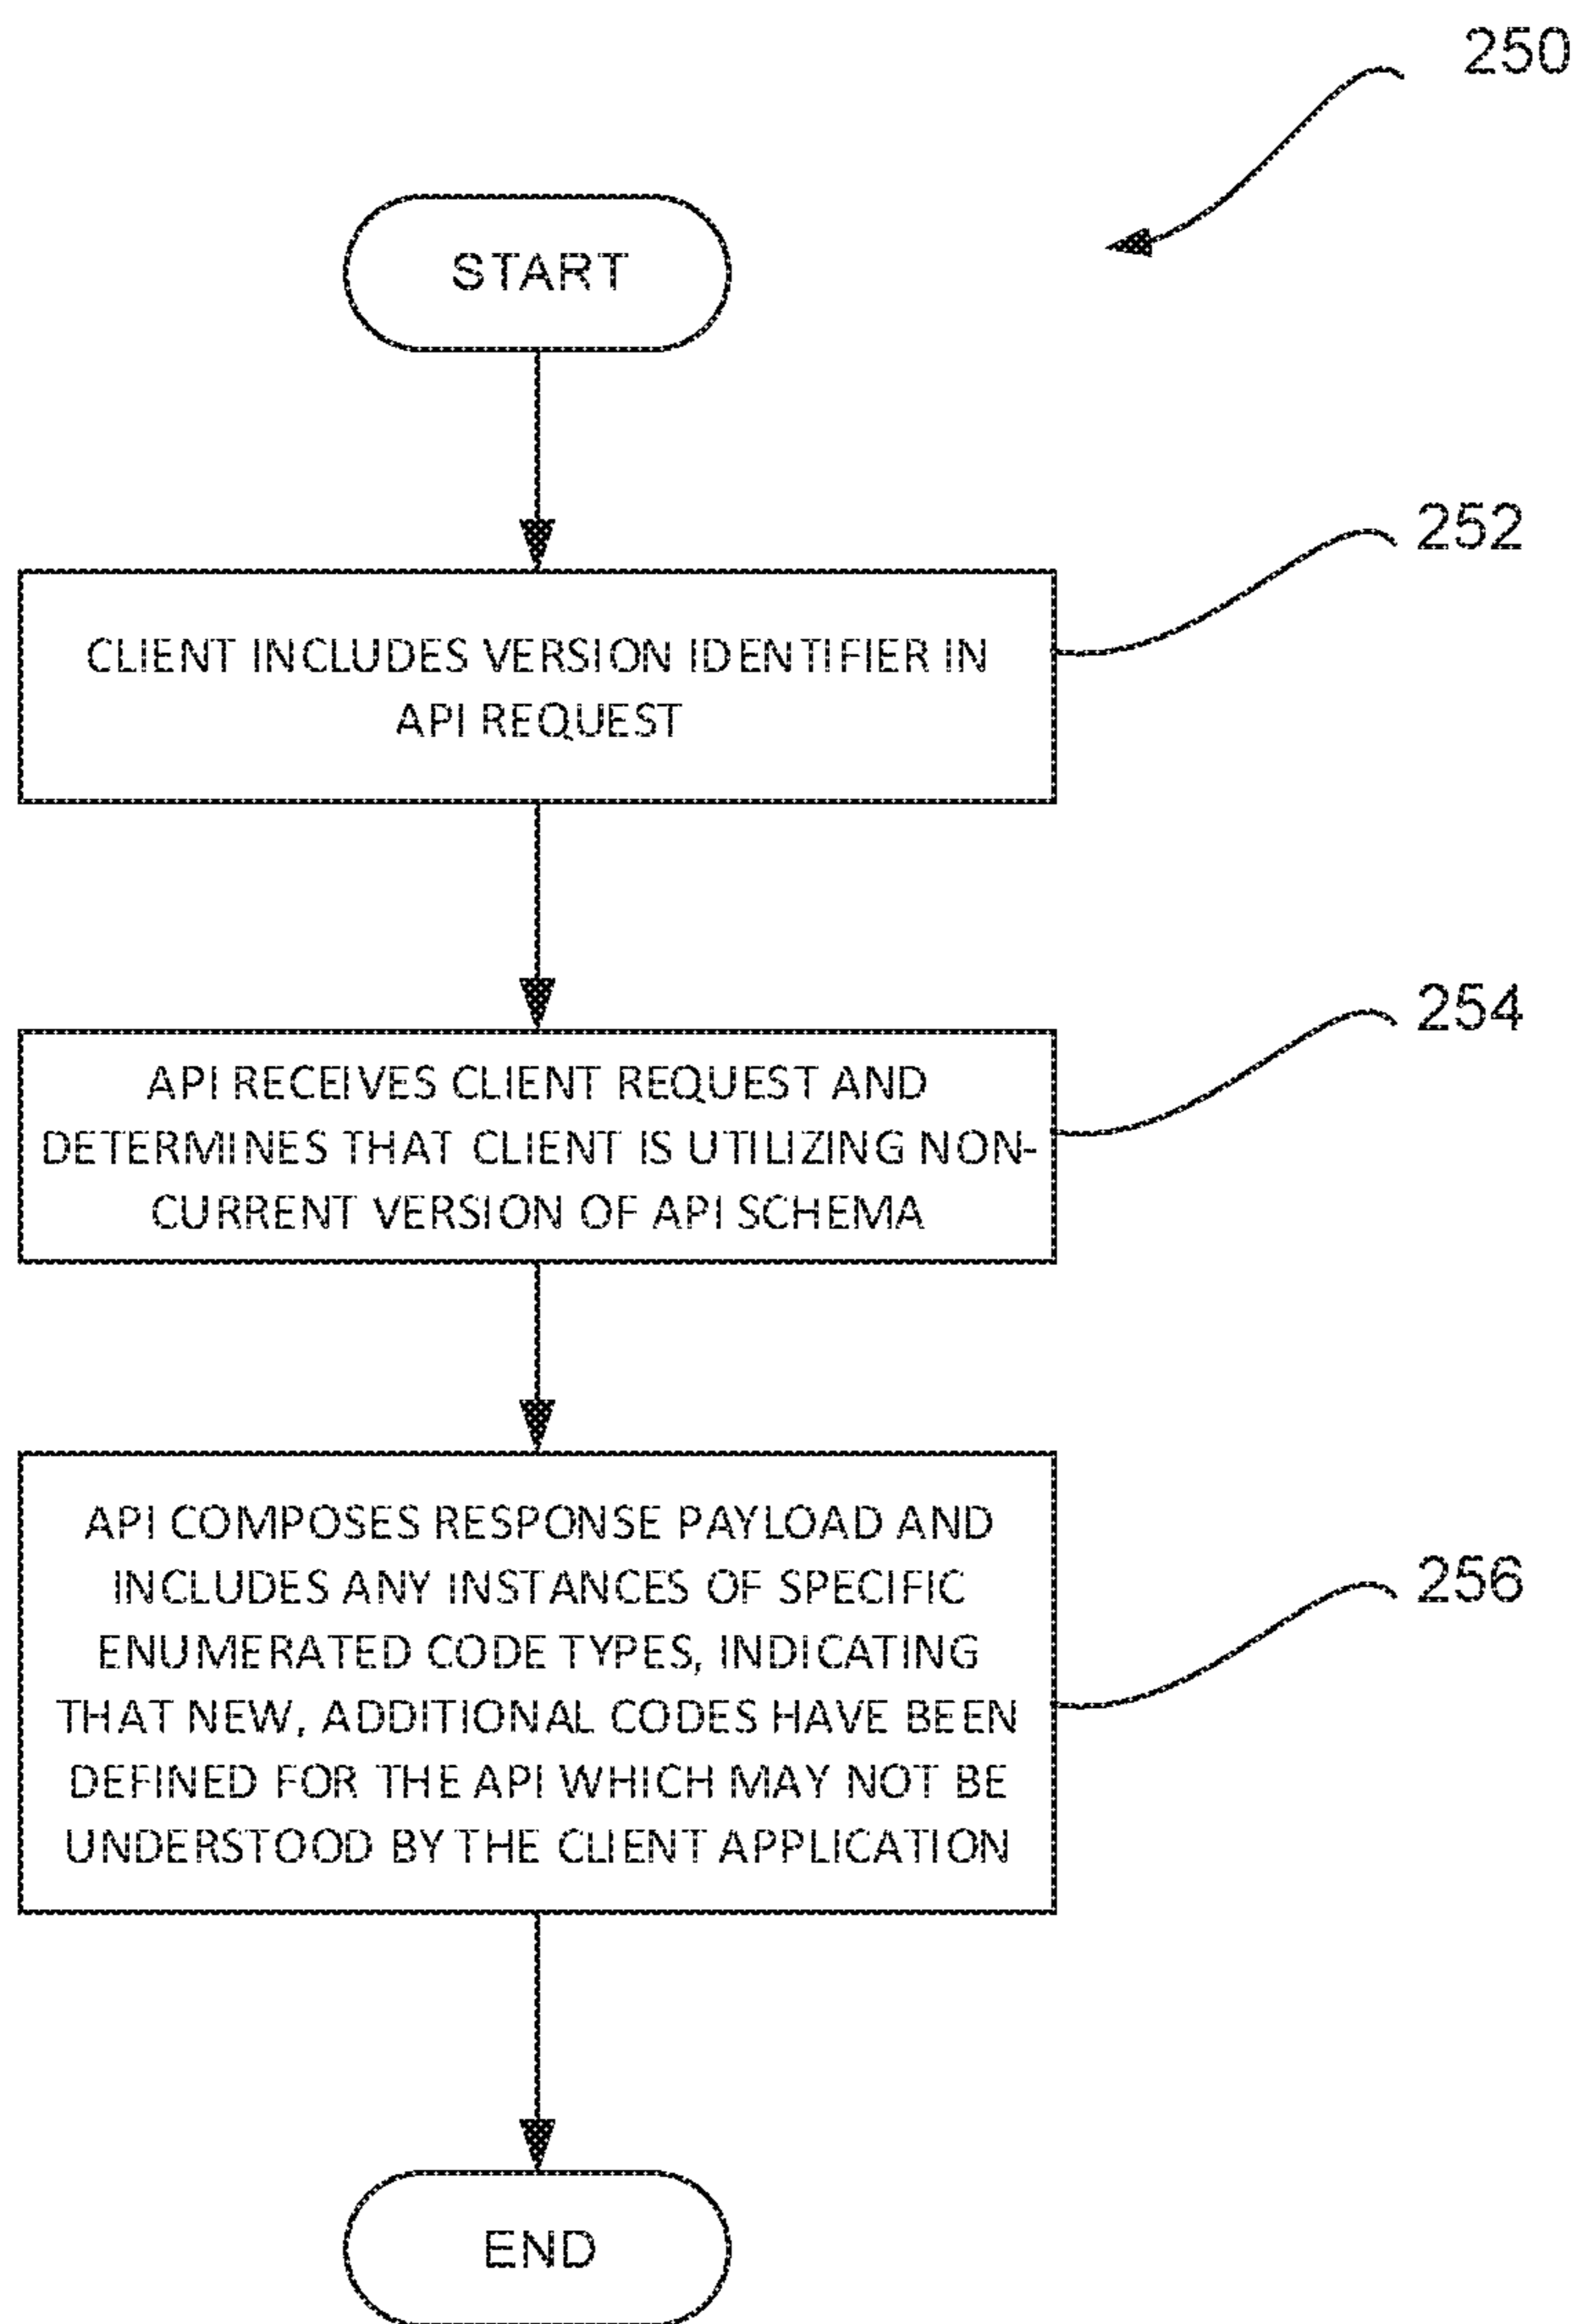 250
START
252
CLIENT INCLUDES VERSION IDENTIFIER IN
API REQUEST
254
API RECEIVES CLIENT REQUEST AND
DETERMINES THAT CLIENT IS UTILIZING NON-
CURRENT VERSION OF API SCHEMA
256
API COMPOSES RESPONSE PAYLOAD AND
INCLUDES ANY INSTANCES OF SPECIFIC
ENUMERATED CODE TYPES, INDICATING
THAT NEW, ADDITIONAL CODES HAVE BEEN
DEFINED FOR THE API WHICH MAY NOT BE
UNDERSTOOD BY THE CLIENT APPLICATION
END